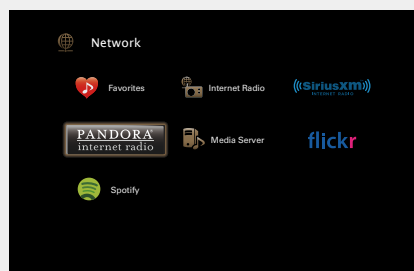 Network
Favorites
Internet Radio
((SiriusXM))
INTERNET RADIO
PANDORA
internet radio
Media Server
flickr
Spotify